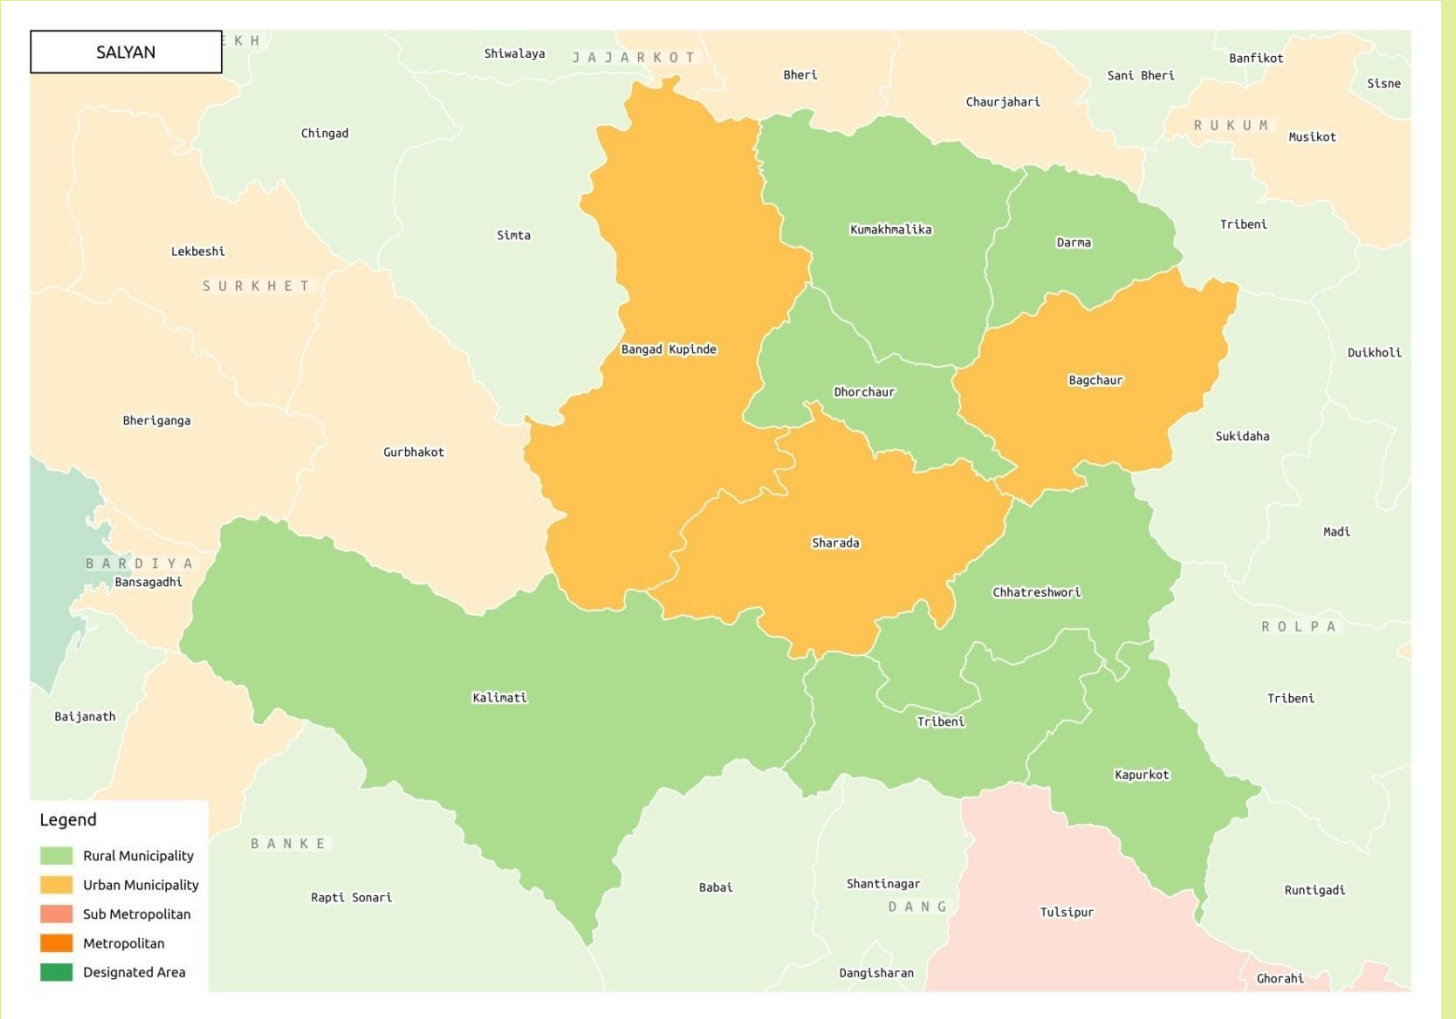 SALYAN
EKH
Shiwalaya
JAJARKOT
Bheri
Chaurjahari
Sani Bheri
Banfikot
Sisne
RUKUM
Musikot
Chingad
Simta
Kumakhmalika
Darma
Tribeni
Lekbeshi
SURKHET
Bangad Kupinde
Dhorchaur
Bagchaur
Duikholi
Bheriganga
Gurbhakot
Sukidaha
Madi
Sharada
BARDIYA
Bansagadhi
Chhatreshwori
ROLPA
Kalimati
Tribeni
Tribeni
Baijanath
Kapurkot
BANKE
Rapti Sonari
Babai
Shantinagar
DANG
Tulsipur
Runtigadi
Dangisharan
Ghorahi
Legend
Rural Municipality
Urban Municipality
Sub Metropolitan
Metropolitan
Designated Area